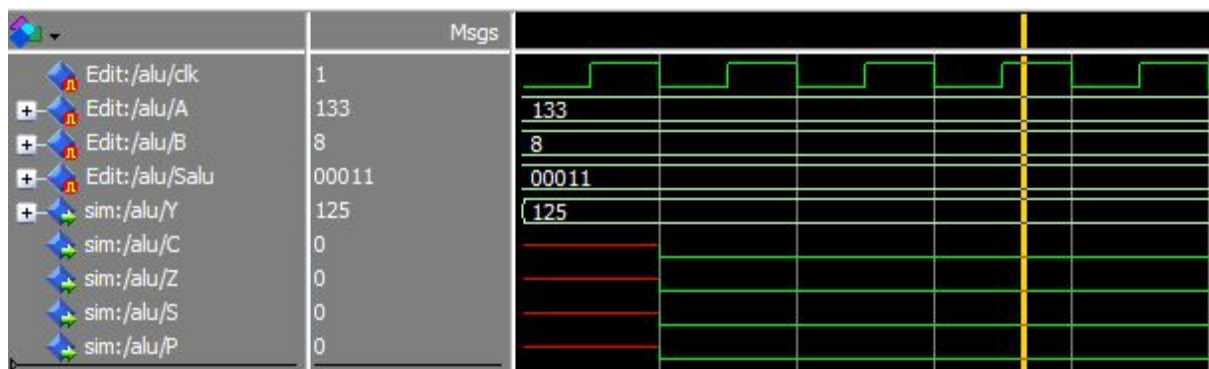 Msgs
Edit:/alu/clk 1
Edit:/alu/A 133 133
Edit:/alu/B 8 8
Edit:/alu/Salu 00011 00011
sim:/alu/Y 125 125
sim:/alu/C 0
sim:/alu/Z 0
sim:/alu/S 0
sim:/alu/P 0